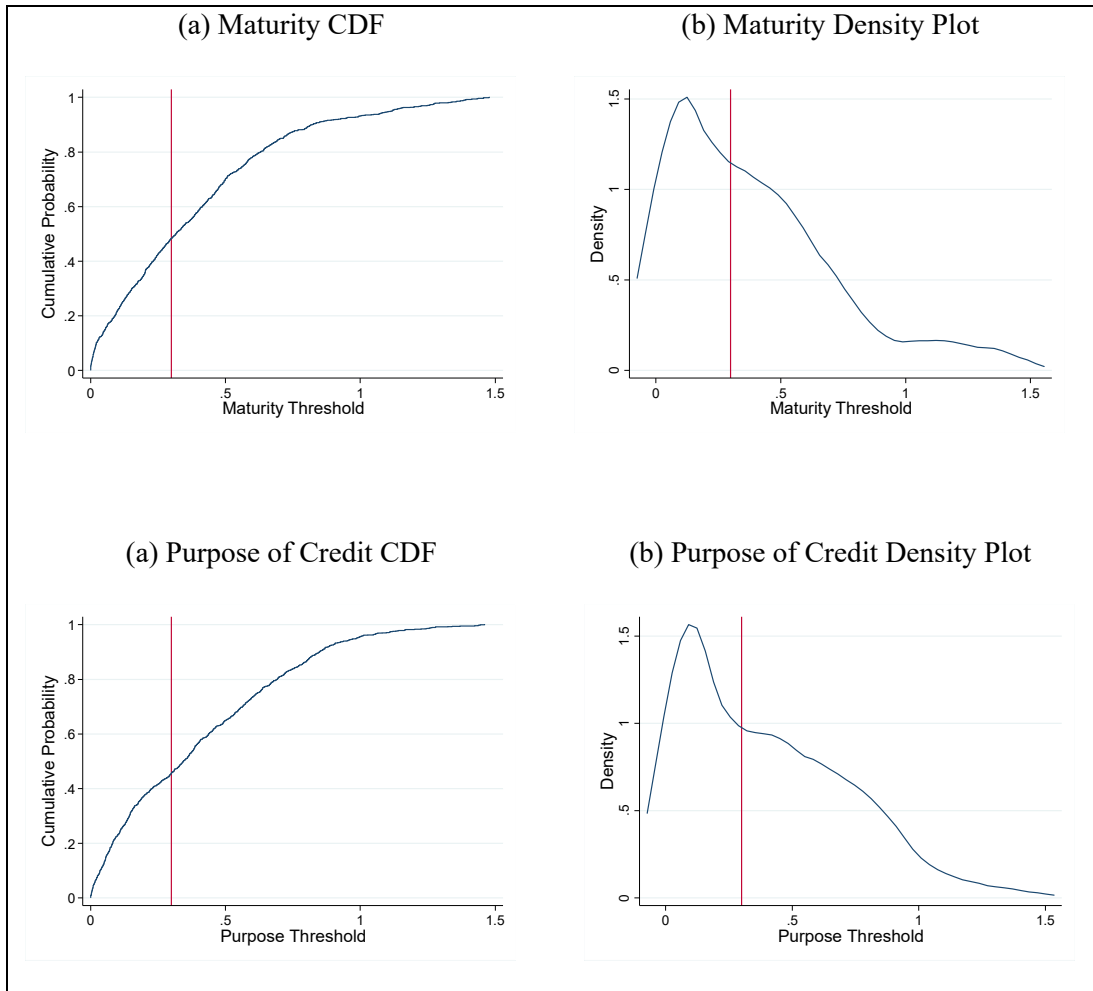 (a) Maturity CDF
(b) Maturity Density Plot
Cumulative Probability
1
.8
.6
.4
.2
0
0 .5 1 1.5
Maturity Threshold
Density
1.5
1
.5
0
0 .5 1 1.5
Maturity Threshold
(a) Purpose of Credit CDF
(b) Purpose of Credit Density Plot
Cumulative Probability
1
.8
.6
.4
.2
0
0 .5 1 1.5
Purpose Threshold
Density
1.5
1
.5
0
0 .5 1 1.5
Purpose Threshold